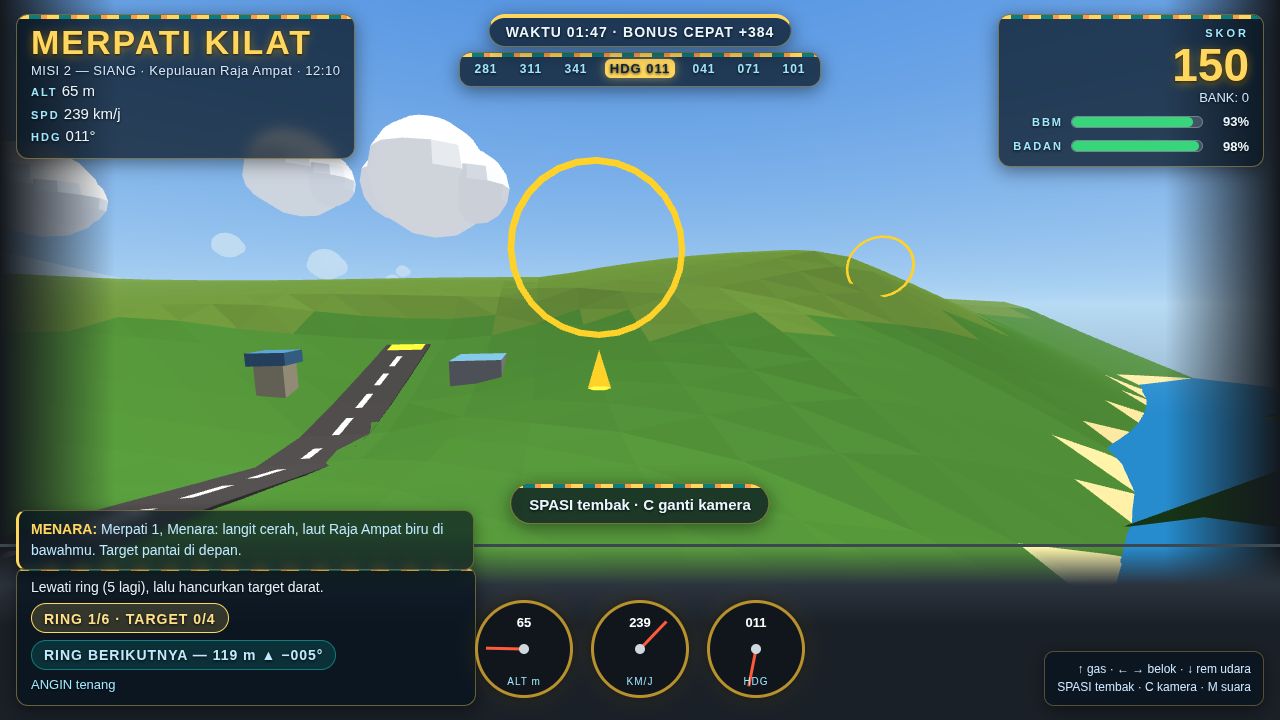 MERPATI KILAT
MISI 2 — SIANG · Kepulauan Raja Ampat · 12:10
ALT 65 m
SPD 239 km/j
HDG 011°
WAKTU 01:47 · BONUS CEPAT +384
281 311 341 HDG 011 041 071 101
SKOR
150
BANK: 0
BBM 93%
BADAN 98%
SPASI tembak · C ganti kamera
MENARA: Merpati 1, Menara: langit cerah, laut Raja Ampat biru di
bawahmu. Target pantai di depan.
Lewati ring (5 lagi), lalu hancurkan target darat.
RING 1/6 · TARGET 0/4
RING BERIKUTNYA — 119 m ▲ −005°
ANGIN tenang
65
ALT m
239
KM/J
011
HDG
↑ gas · ← → belok · ↓ rem udara
SPASI tembak · C kamera · M suara